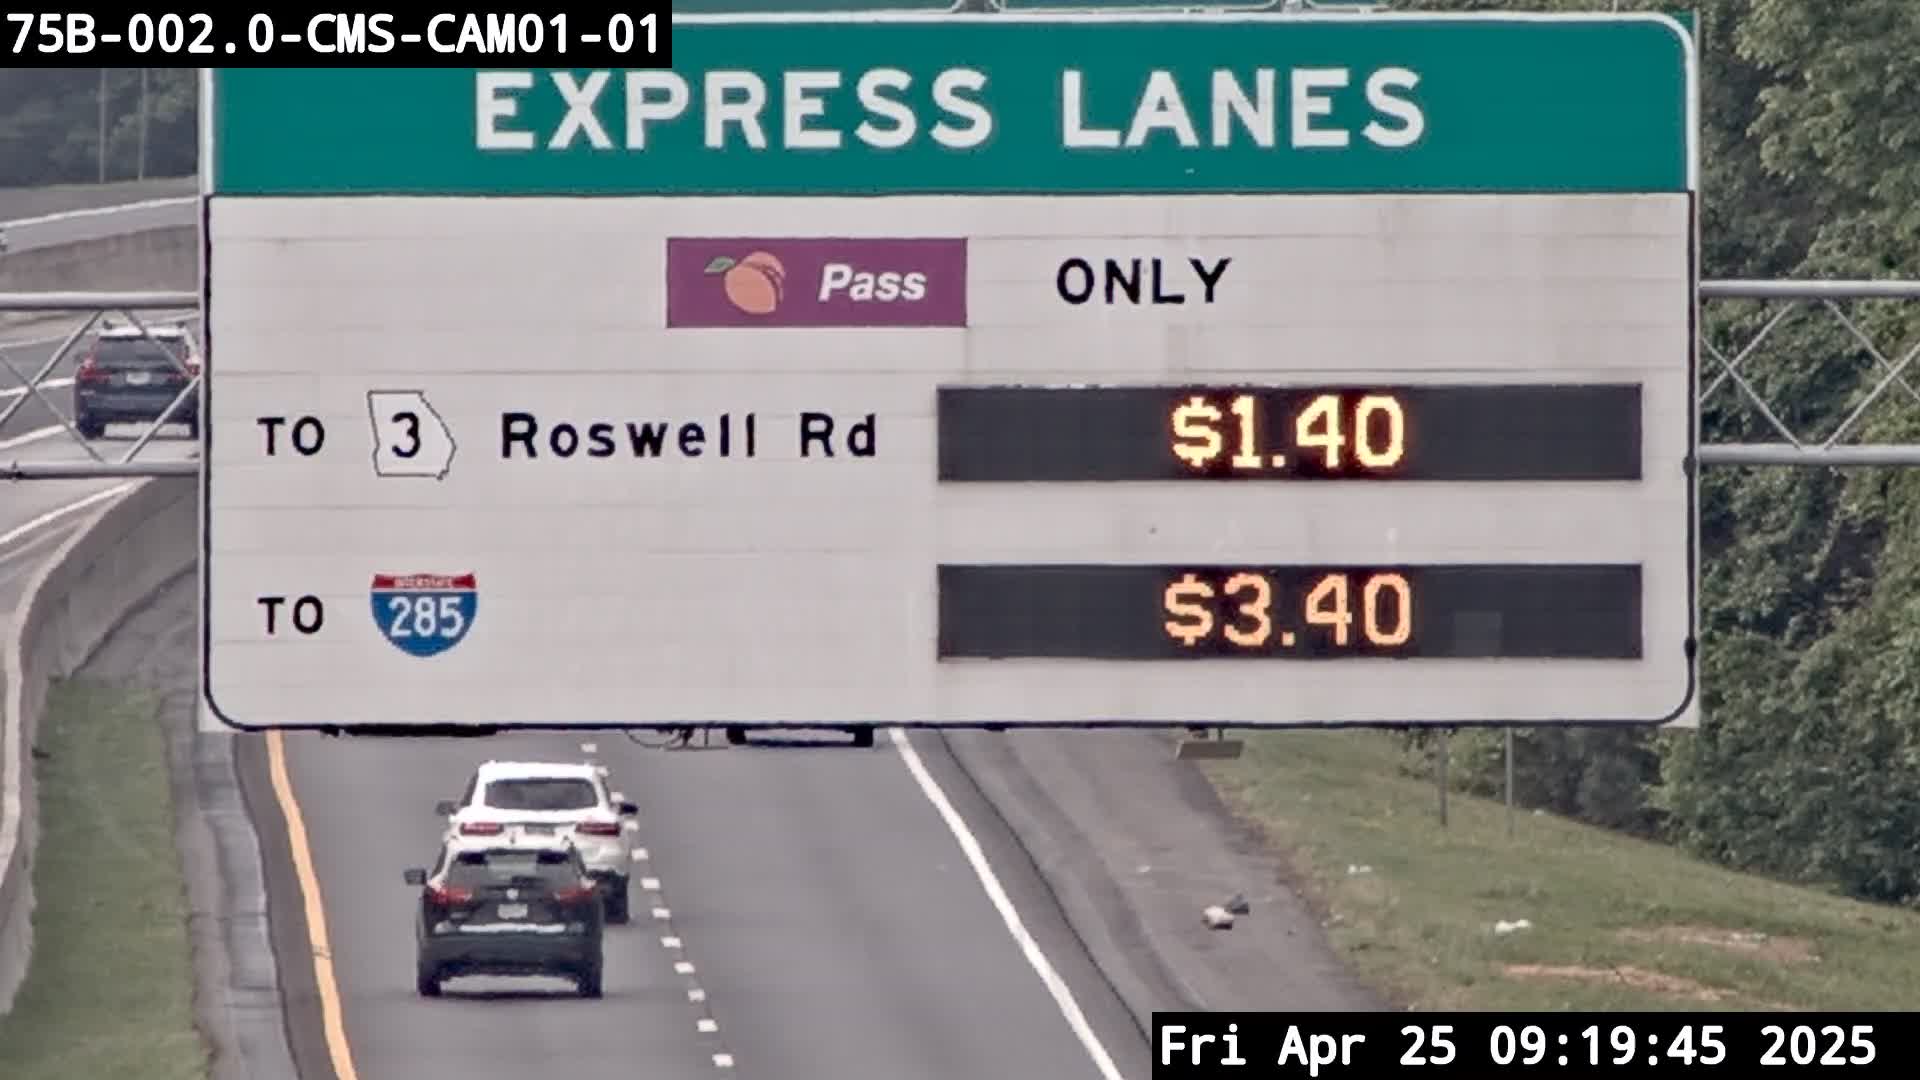 75B-002.0-CMS-CAM01-01
EXPRESS LANES
Pass ONLY
TO 3 Roswell Rd $1.40
INTERSTATE
TO 285 $3.40
Fri Apr 25 09:19:45 2025